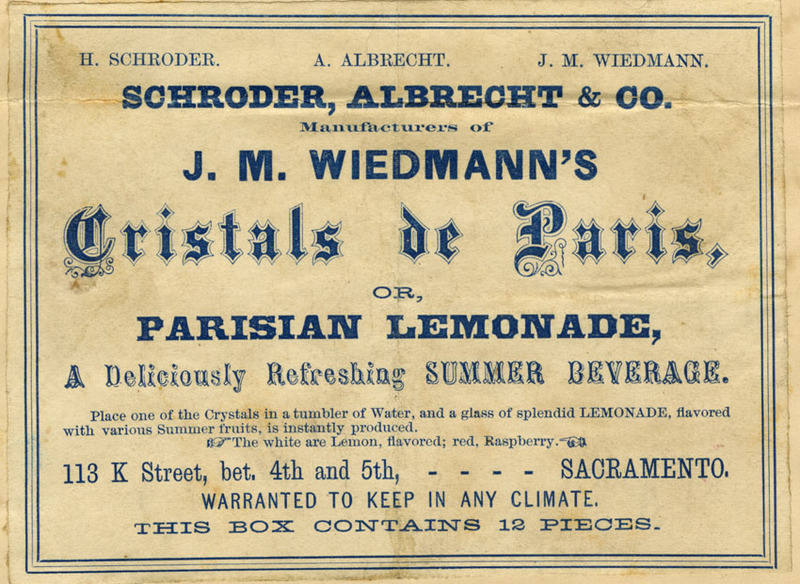 H. SCHRODER. A. ALBRECHT. J. M. WIEDMANN.
SCHRODER, ALBRECHT & CO.
Manufacturers of
J. M. WIEDMANN'S
Cristals de Paris,
OR,
PARISIAN LEMONADE,
A Deliciously Refreshing SUMMER BEVERAGE.
Place one of the Crystals in a tumbler of Water, and a glass of splendid LEMONADE, flavored
with various Summer fruits, is instantly produced.
☞The white are Lemon, flavored; red, Raspberry.☜
113 K Street, bet. 4th and 5th, - - - - SACRAMENTO.
WARRANTED TO KEEP IN ANY CLIMATE.
THIS BOX CONTAINS 12 PIECES.